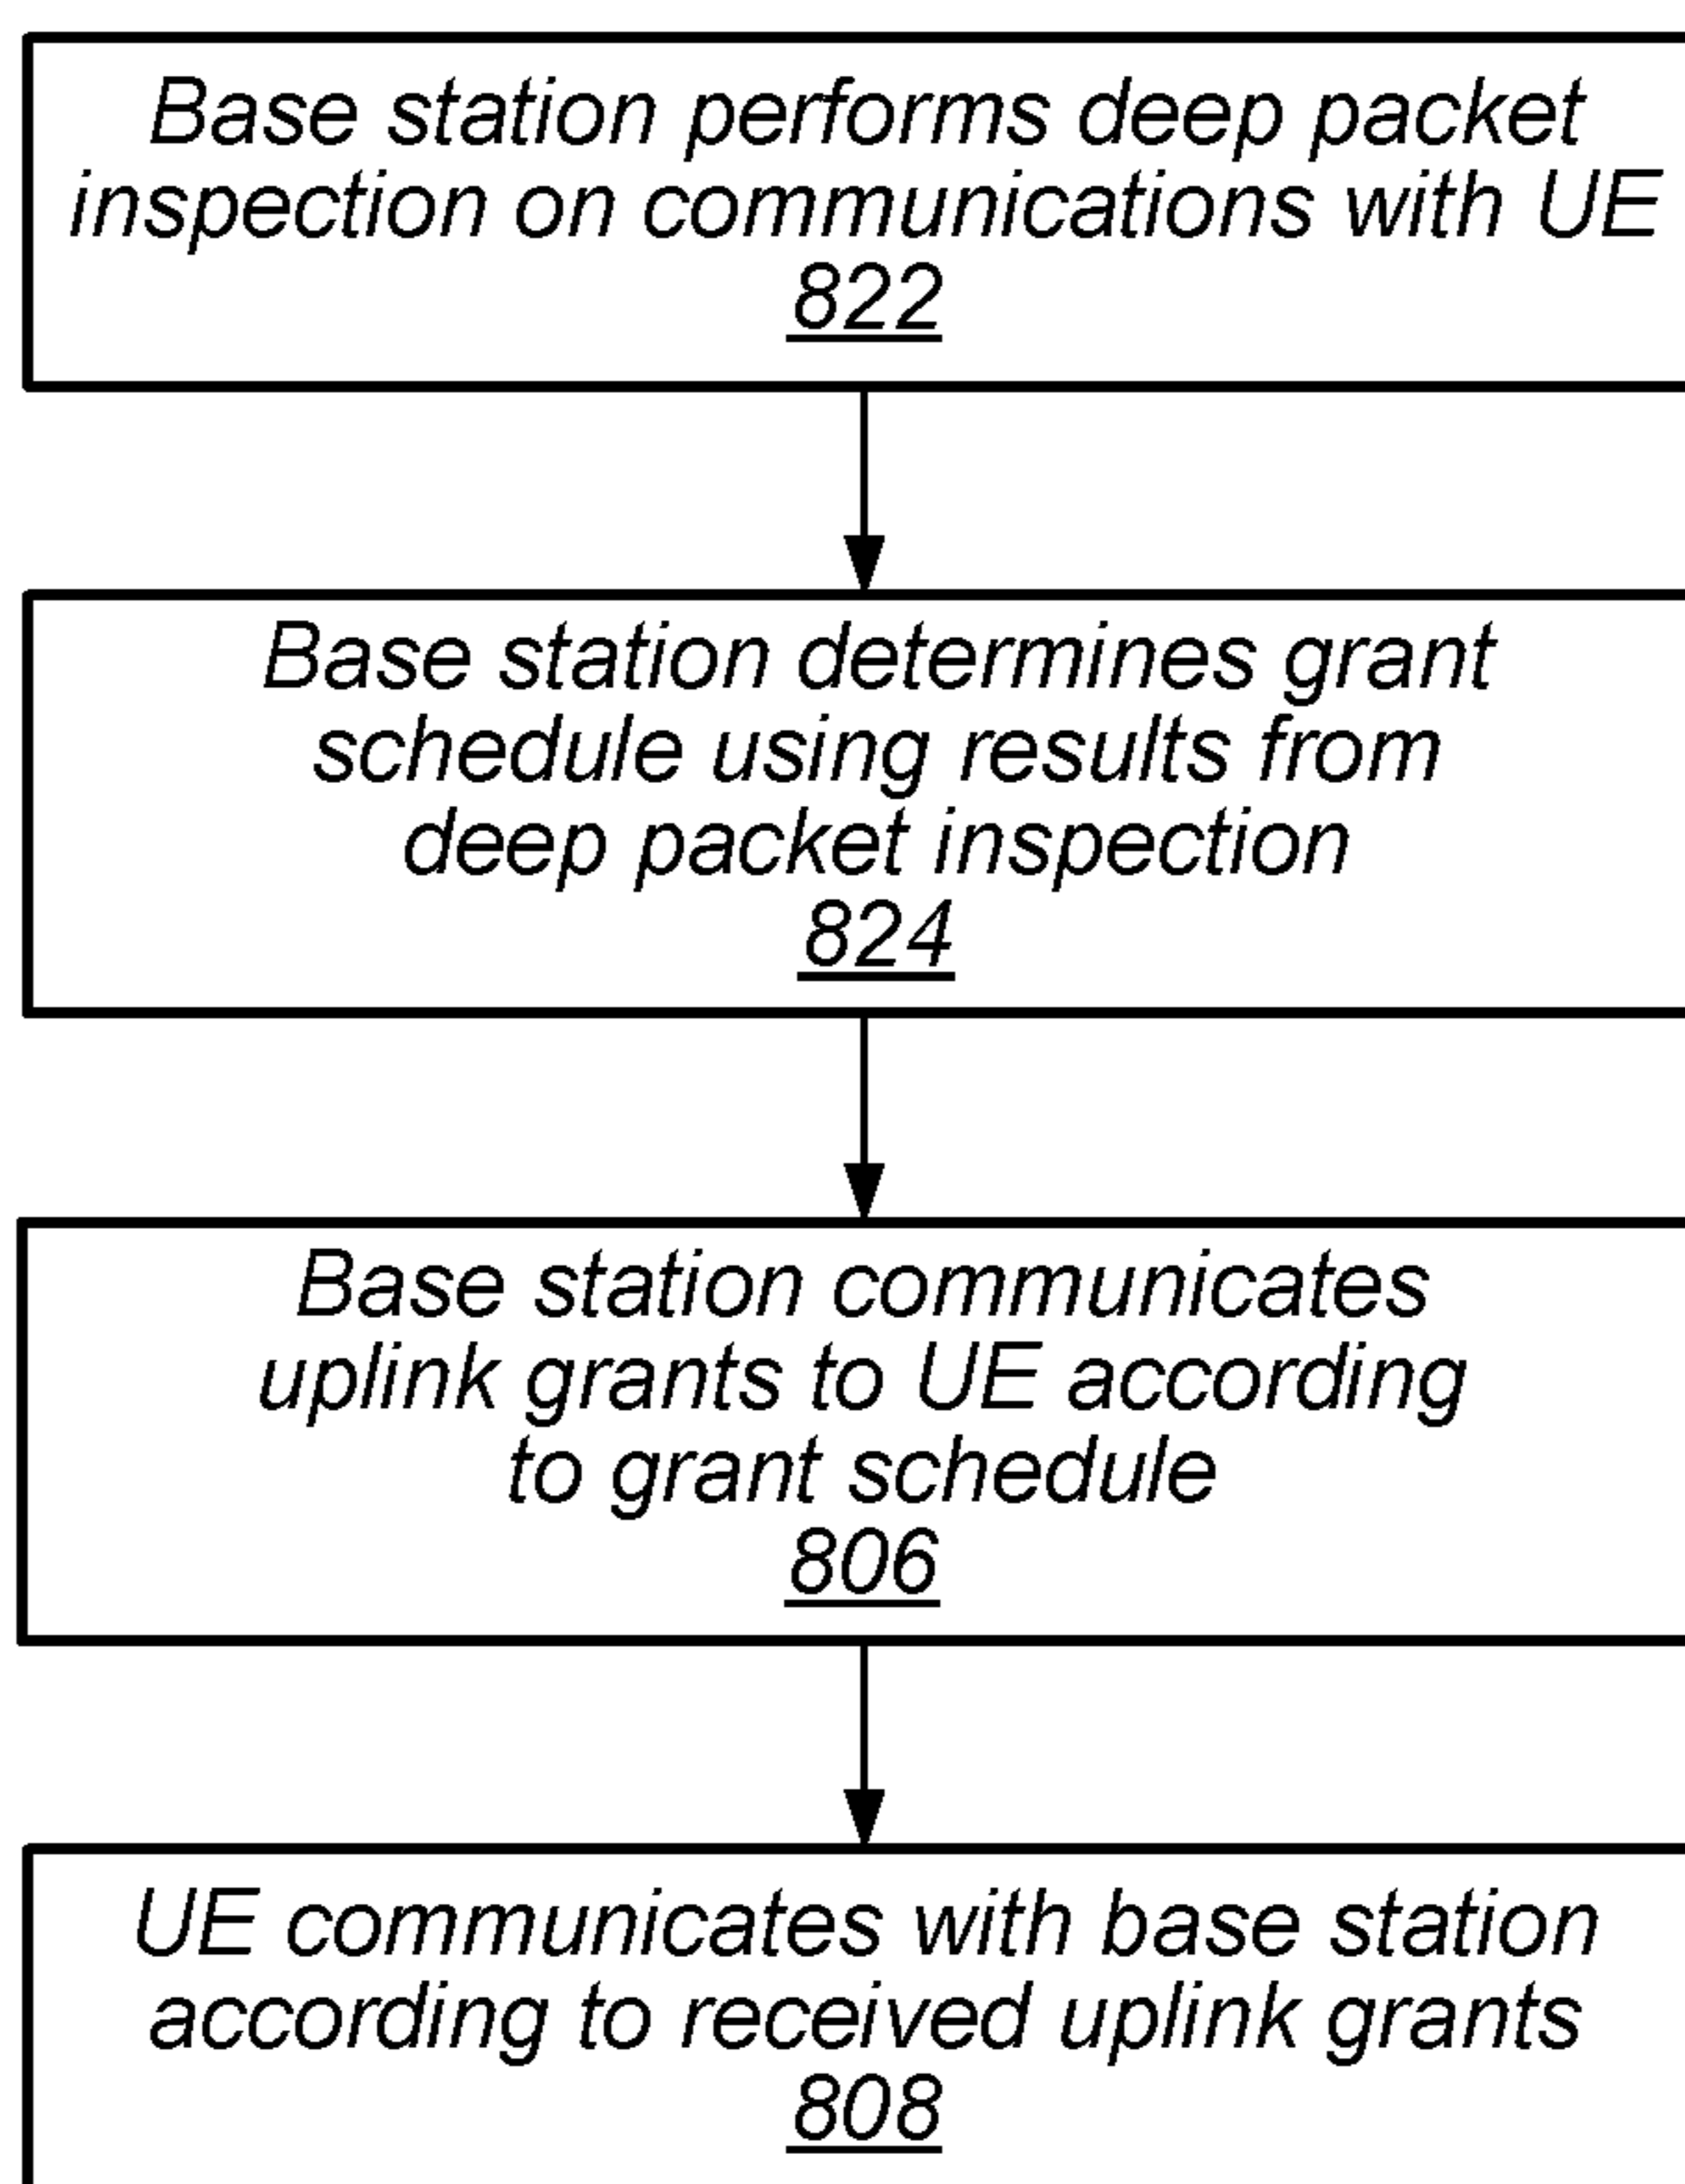 Base station performs deep packet
inspection on communications with UE
822
Base station determines grant
schedule using results from
deep packet inspection
824
Base station communicates
uplink grants to UE according
to grant schedule
806
UE communicates with base station
according to received uplink grants
808